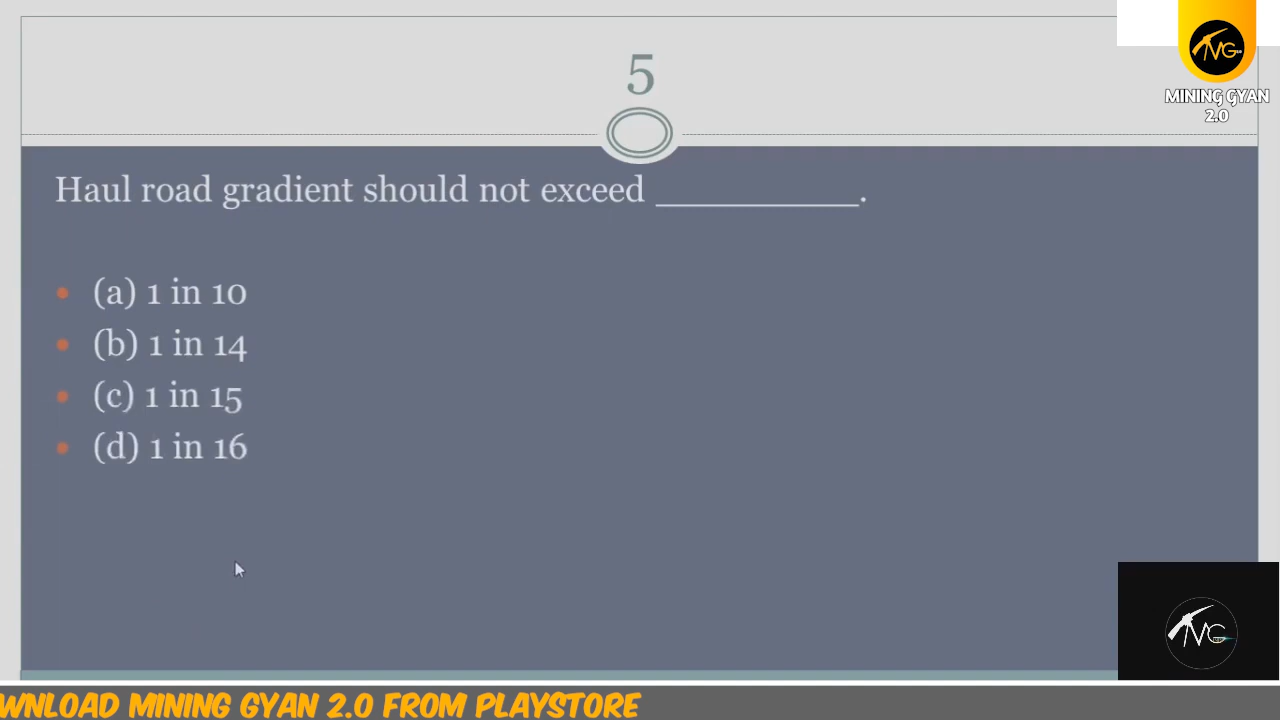 5
MINING GYAN
2.0
Haul road gradient should not exceed ___________.
• (a) 1 in 10
• (b) 1 in 14
• (c) 1 in 15
• (d) 1 in 16
WNLOAD MINING GYAN 2.0 FROM PLAYSTORE